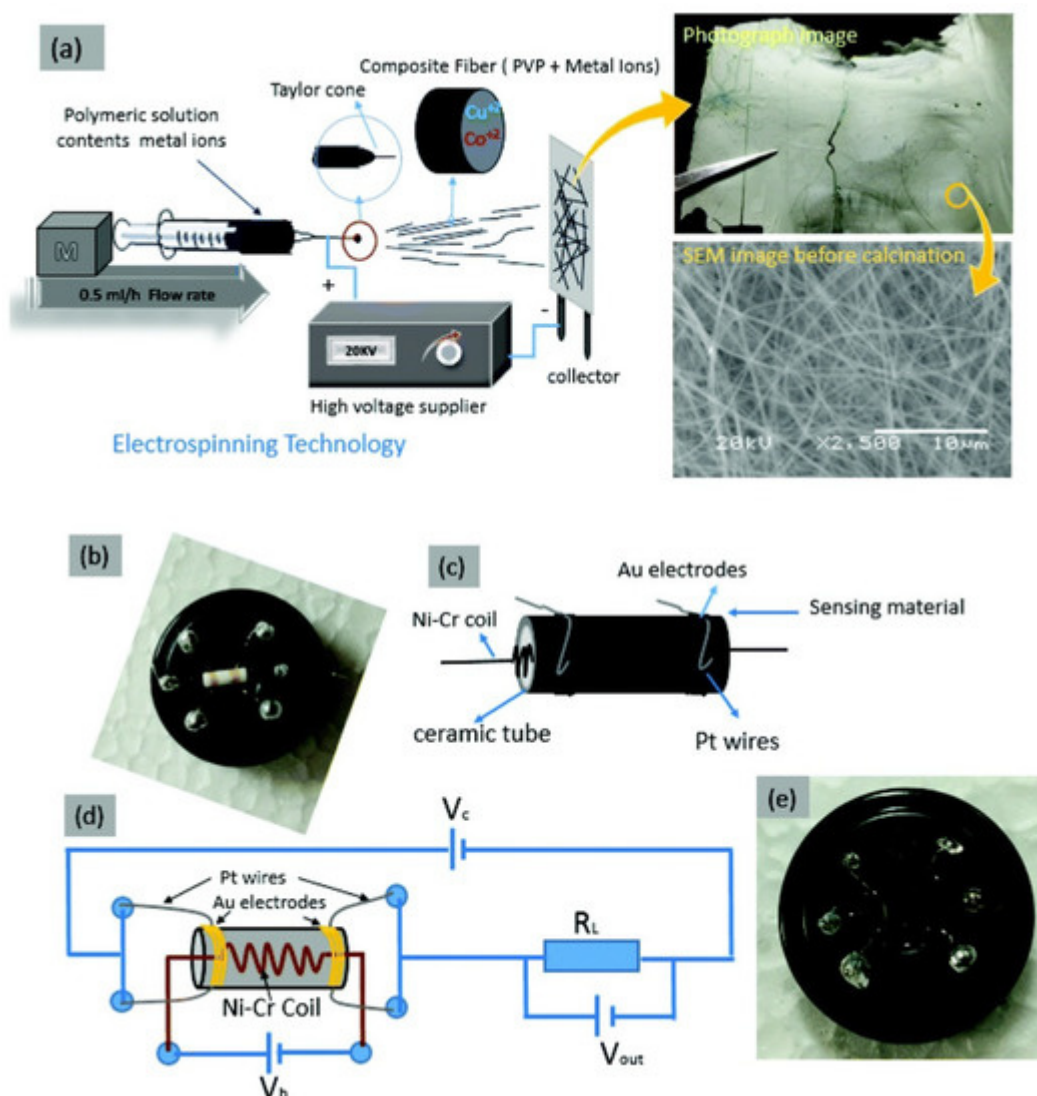 (a)
Photograph image
Composite Fiber ( PVP + Metal Ions)
Taylor cone
Polymeric solution
contents metal ions
Cu+2
Co+2
M
0.5 ml/h Flow rate
+
-
20KV
collector
High voltage supplier
Electrospinning Technology
SEM image before calcination
20kV X2,500 10μm
(b)
(c)
Au electrodes
Sensing material
Ni-Cr coil
ceramic tube
Pt wires
(d)
Vc
Pt wires
Au electrodes
RL
Ni-Cr Coil
Vout
Vh
(e)